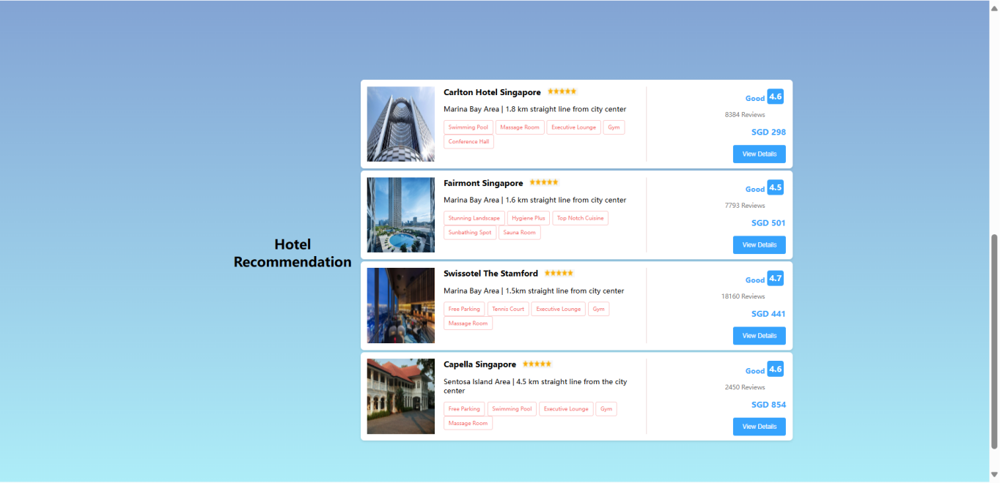 Hotel
Recommendation
Carlton Hotel Singapore
Marina Bay Area | 1.8 km straight line from city center
Swimming Pool Massage Room Executive Lounge Gym
Conference Hall
Good 4.6
8384 Reviews
SGD 298
View Details
Fairmont Singapore
Marina Bay Area | 1.6 km straight line from city center
Stunning Landscape Hygiene Plus Top Notch Cuisine
Sunbathing Spot Sauna Room
Good 4.5
7793 Reviews
SGD 501
View Details
Swissotel The Stamford
Marina Bay Area | 1.5km straight line from city center
Free Parking Tennis Court Executive Lounge Gym
Massage Room
Good 4.7
18160 Reviews
SGD 441
View Details
Capella Singapore
Sentosa Island Area | 4.5 km straight line from the city
center
Free Parking Swimming Pool Executive Lounge Gym
Massage Room
Good 4.6
2450 Reviews
SGD 854
View Details